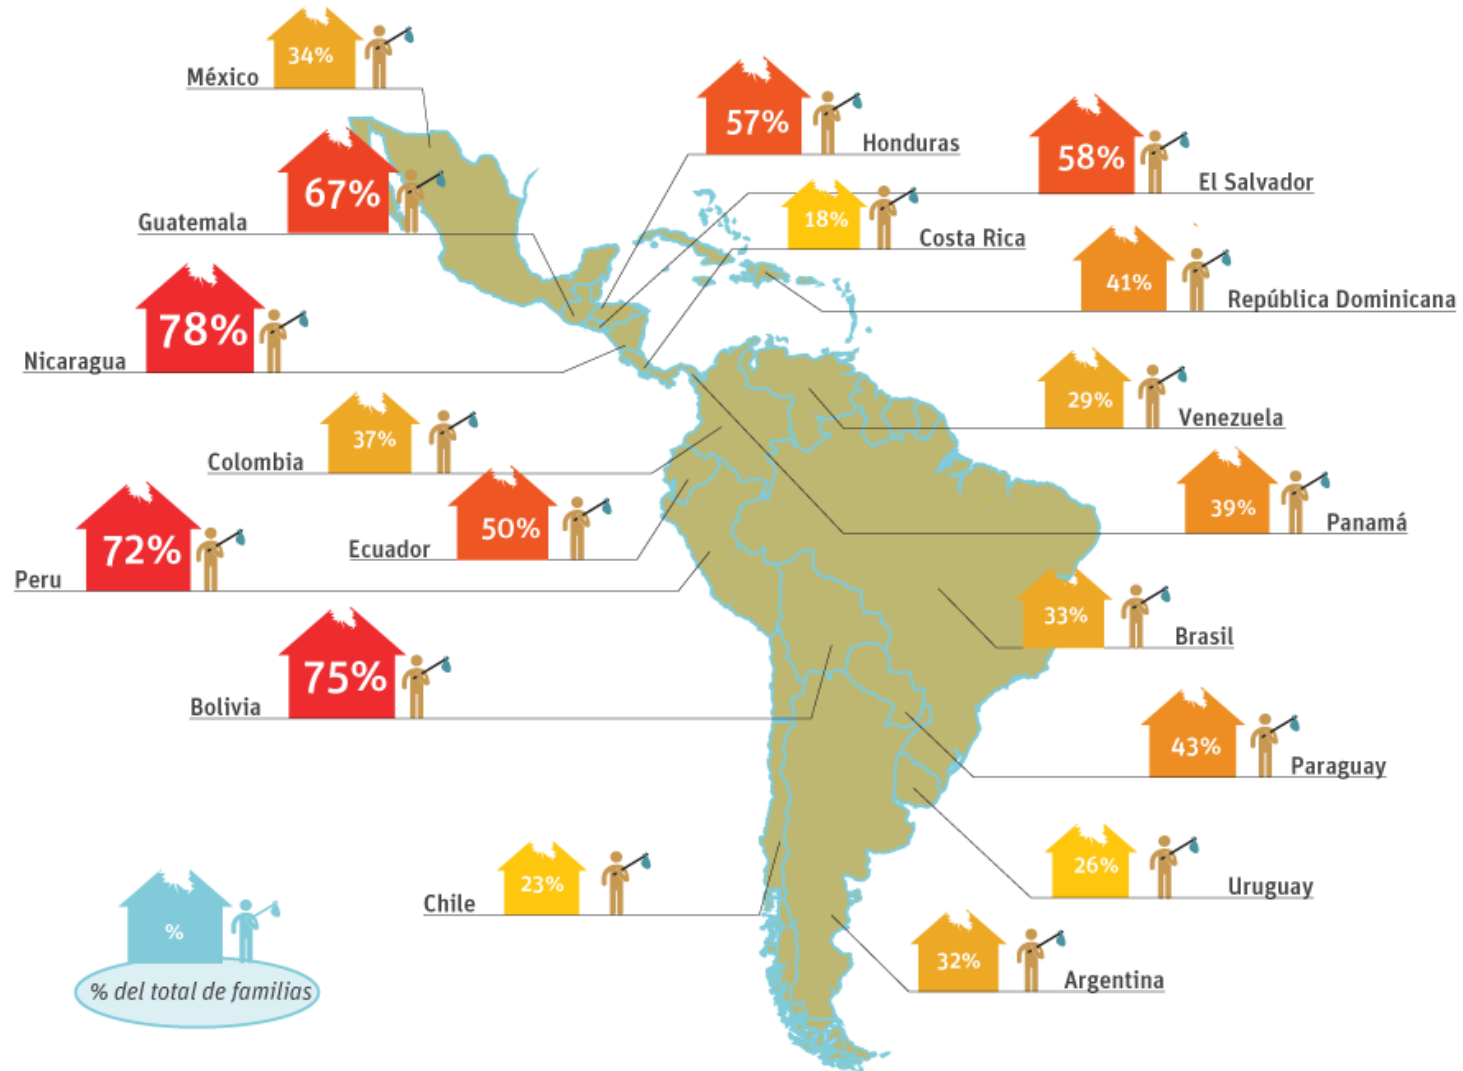 34%
México
57%
Honduras
58%
El Salvador
67%
Guatemala
18%
Costa Rica
41%
República Dominicana
78%
Nicaragua
29%
Venezuela
37%
Colombia
39%
Panamá
50%
Ecuador
72%
Peru
33%
Brasil
75%
Bolivia
43%
Paraguay
23%
Chile
26%
Uruguay
32%
Argentina
%
% del total de familias